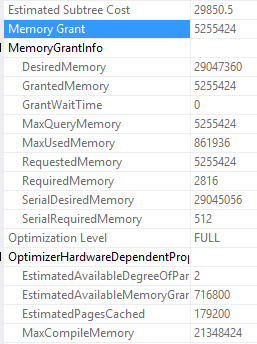 Estimated Subtree Cost 29850.5
Memory Grant 5255424
MemoryGrantInfo
DesiredMemory 29047360
GrantedMemory 5255424
GrantWaitTime 0
MaxQueryMemory 5255424
MaxUsedMemory 861936
RequestedMemory 5255424
RequiredMemory 2816
SerialDesiredMemory 29045056
SerialRequiredMemory 512
Optimization Level FULL
OptimizerHardwareDependentProp
EstimatedAvailableDegreeOfPar 2
EstimatedAvailableMemoryGran 716800
EstimatedPagesCached 179200
MaxCompileMemory 21348424